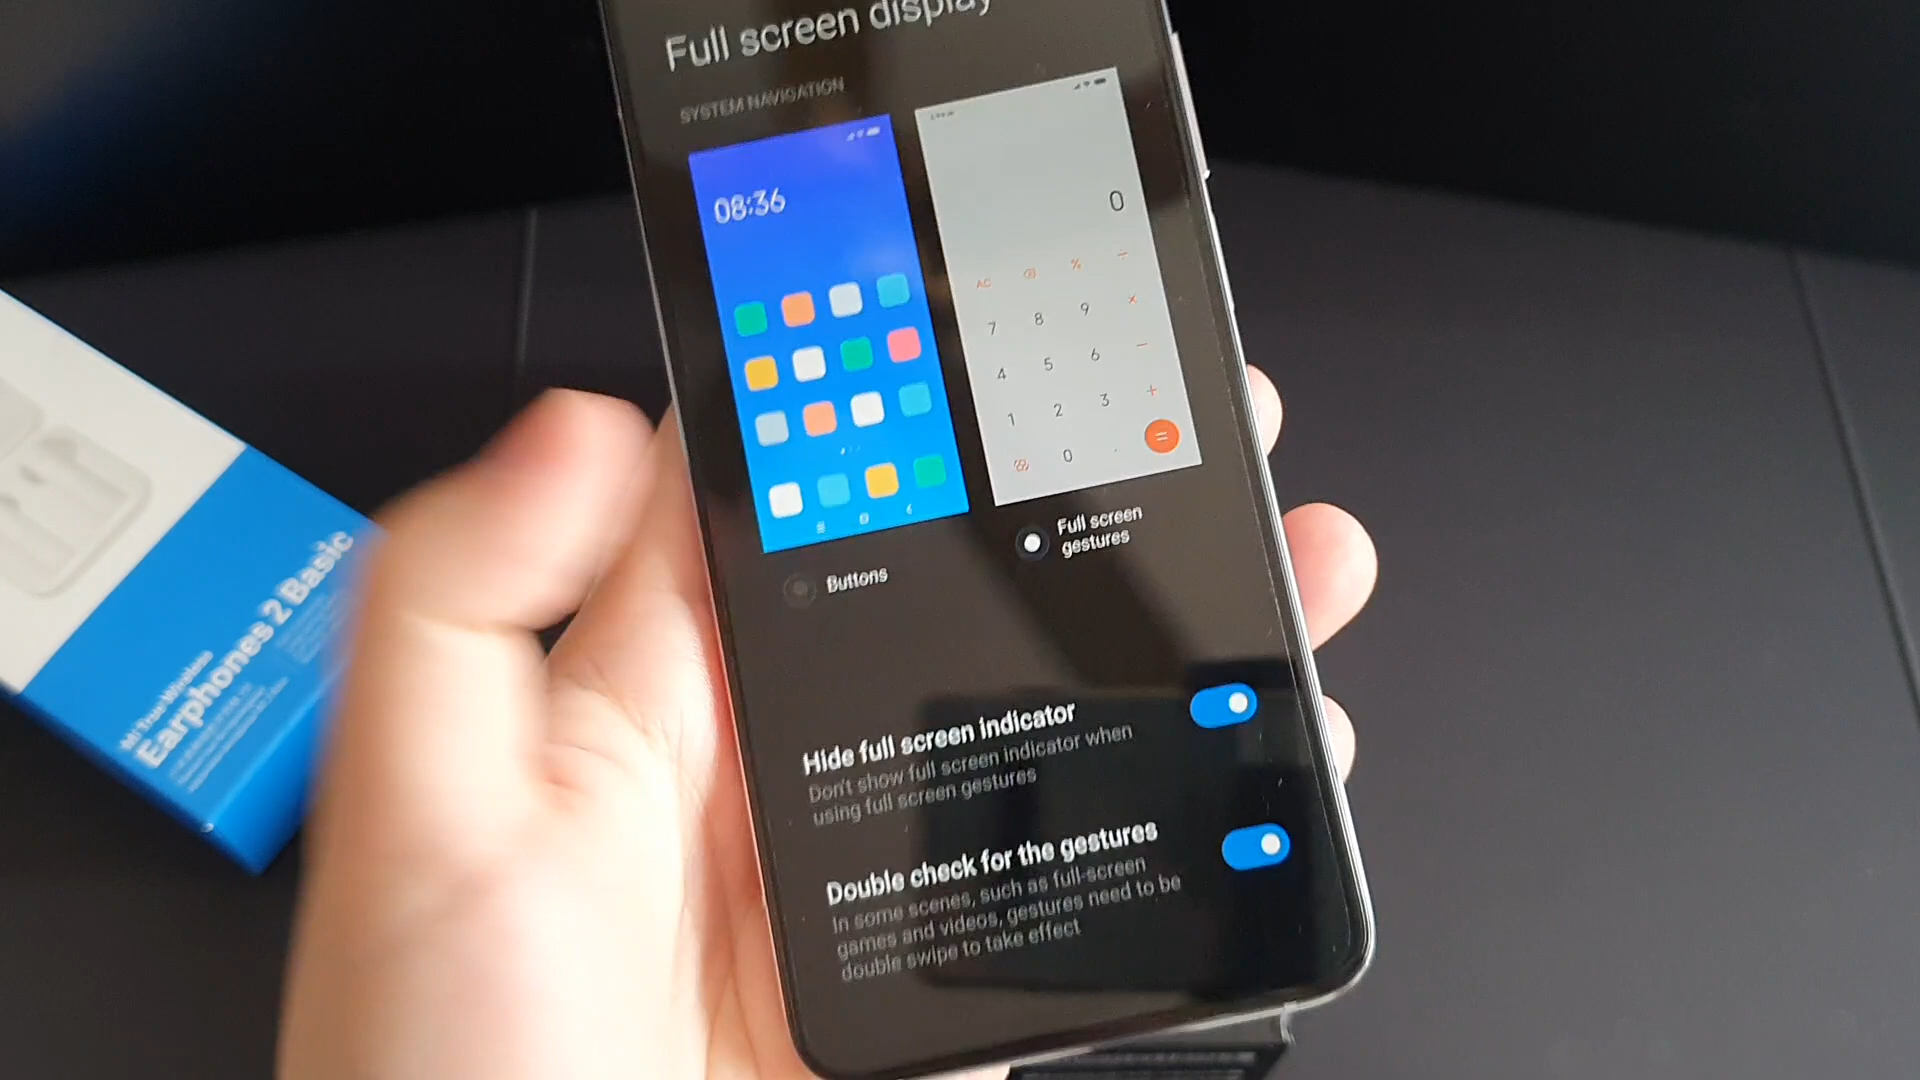 Full screen display
SYSTEM NAVIGATION
08:36
0
AC % ÷
7 8 9 ×
4 5 6 −
1 2 3 +
0 . =
Buttons
Full screen
gestures
Hide full screen indicator
Don't show full screen indicator when
using full screen gestures
Double check for the gestures
In some scenes, such as full-screen
games and videos, gestures need to be
double swipe to take effect
Mi True Wireless
Earphones 2 Basic